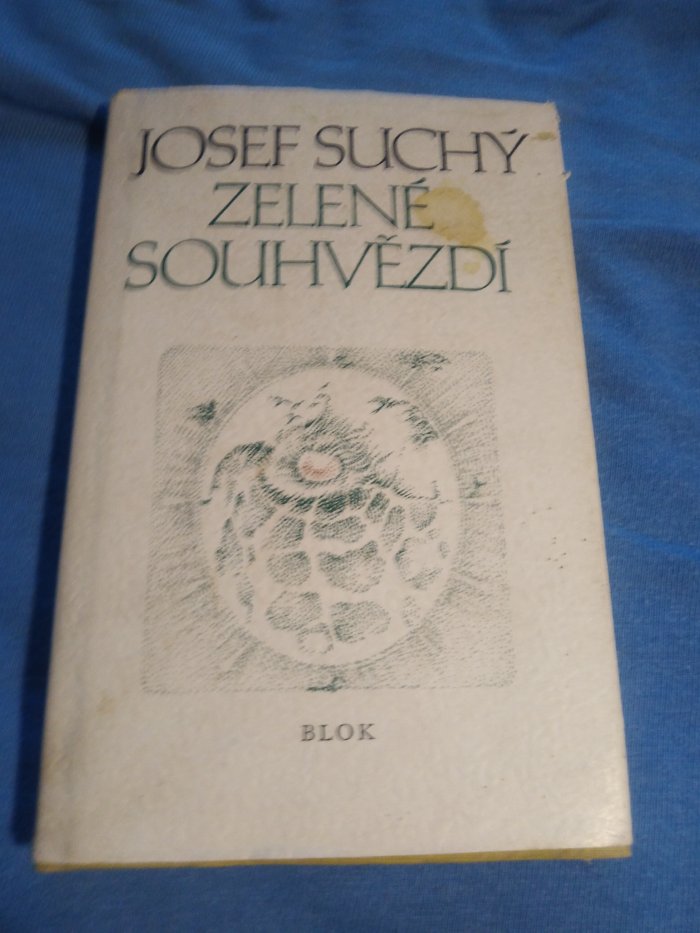 JOSEF SUCHÝ
ZELENÉ
SOUHVĚZDÍ
BLOK